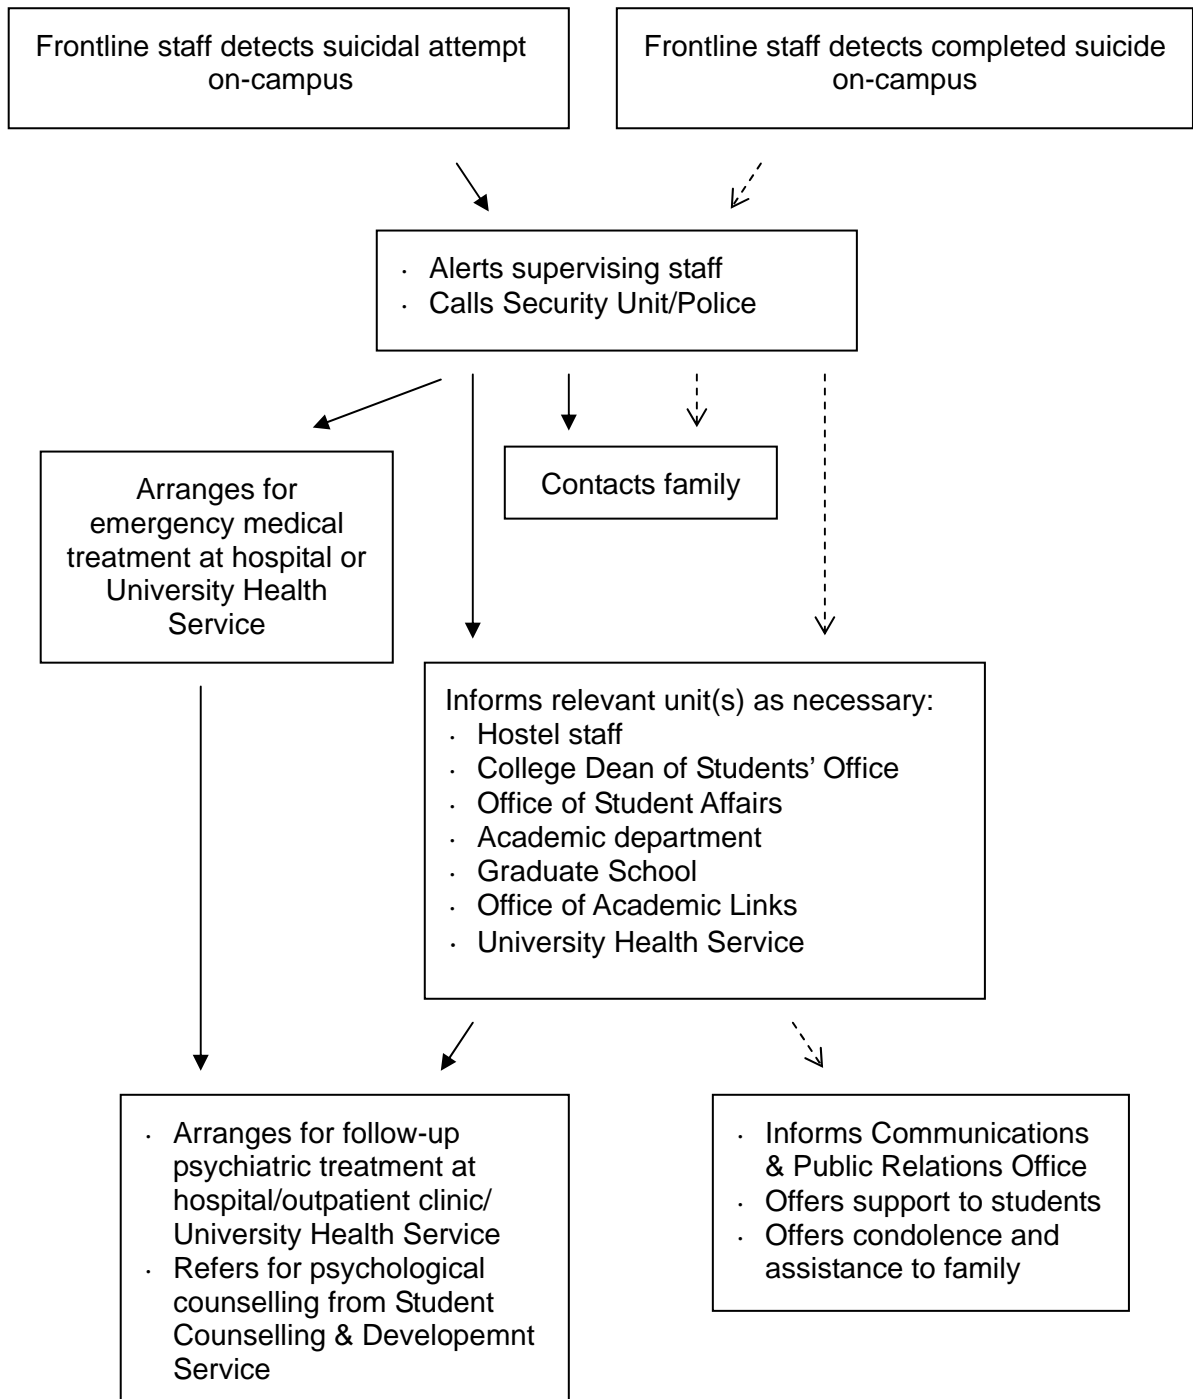 Frontline staff detects suicidal attempt
on-campus
Frontline staff detects completed suicide
on-campus
· Alerts supervising staff
· Calls Security Unit/Police
Arranges for
emergency medical
treatment at hospital or
University Health
Service
Contacts family
Informs relevant unit(s) as necessary:
· Hostel staff
· College Dean of Students’ Office
· Office of Student Affairs
· Academic department
· Graduate School
· Office of Academic Links
· University Health Service
· Arranges for follow-up
psychiatric treatment at
hospital/outpatient clinic/
University Health Service
· Refers for psychological
counselling from Student
Counselling & Developemnt
Service
· Informs Communications
& Public Relations Office
· Offers support to students
· Offers condolence and
assistance to family